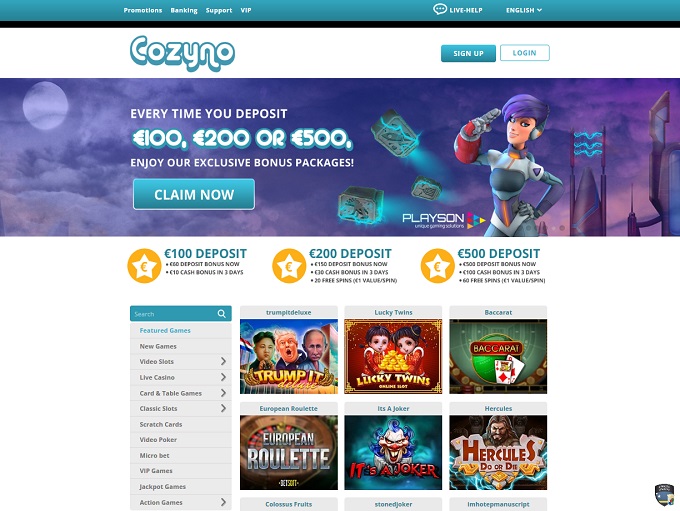 Promotions Banking Support VIP
LIVE-HELP ENGLISH
Cozyno
SIGN UP LOGIN
EVERY TIME YOU DEPOSIT
€100, €200 OR €500,
ENJOY OUR EXCLUSIVE BONUS PACKAGES!
CLAIM NOW
PLAYSON
unique gaming solutions
€100 DEPOSIT
• €60 DEPOSIT BONUS NOW
• €10 CASH BONUS IN 3 DAYS
€200 DEPOSIT
• €150 DEPOSIT BONUS NOW
• €30 CASH BONUS IN 3 DAYS
• 20 FREE SPINS (€1 VALUE/SPIN)
€500 DEPOSIT
• €500 DEPOSIT BONUS NOW
• €100 CASH BONUS IN 3 DAYS
• 60 FREE SPINS (€1 VALUE/SPIN)
Search
Featured Games
New Games
Video Slots
Live Casino
Card & Table Games
Classic Slots
Scratch Cards
Video Poker
Micro bet
VIP Games
Jackpot Games
Action Games
trumpitdeluxe
TRUMP IT
deluxe
Lucky Twins
LUCKY TWINS
ONLINE SLOT
Baccarat
BACCARAT
European Roulette
EUROPEAN
ROULETTE
BETSOFT
Its A Joker
IT'S A JOKER
Hercules
HERCULES
DO OR DIE
Colossus Fruits
stonedjoker
imhotepmanuscript